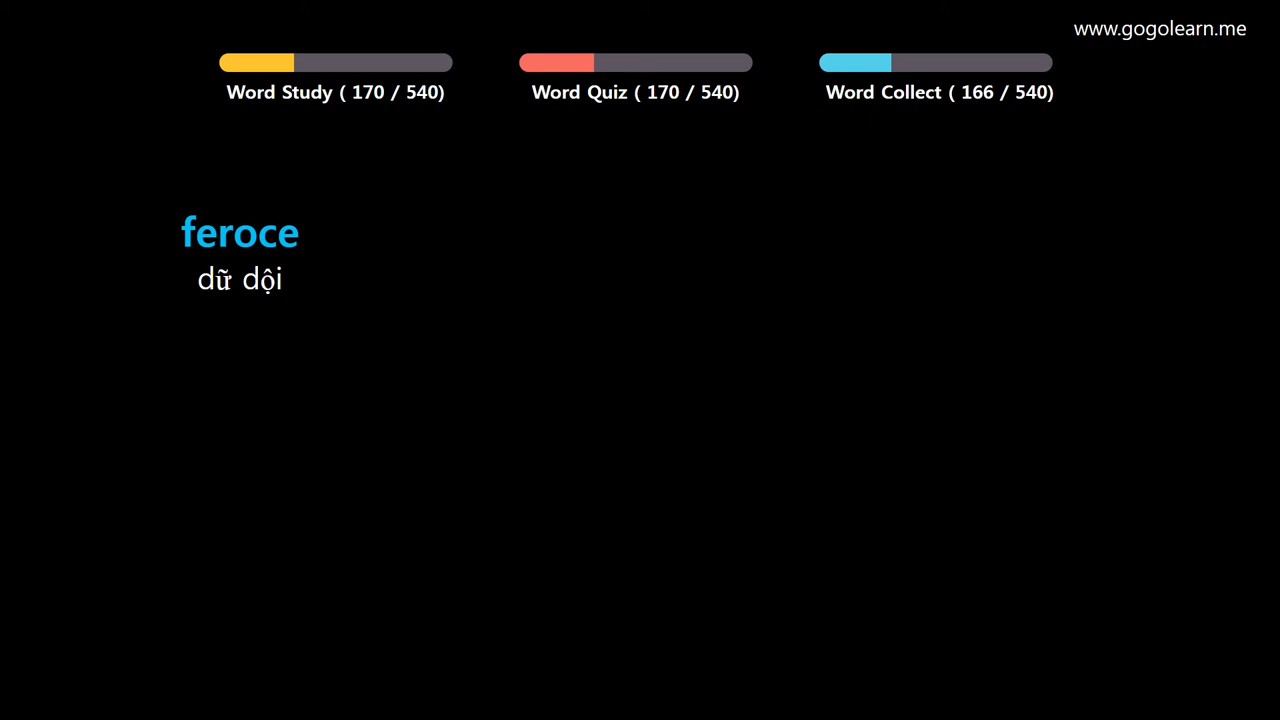 www.gogolearn.me
Word Study ( 170 / 540)
Word Quiz ( 170 / 540)
Word Collect ( 166 / 540)
feroce
dữ dội